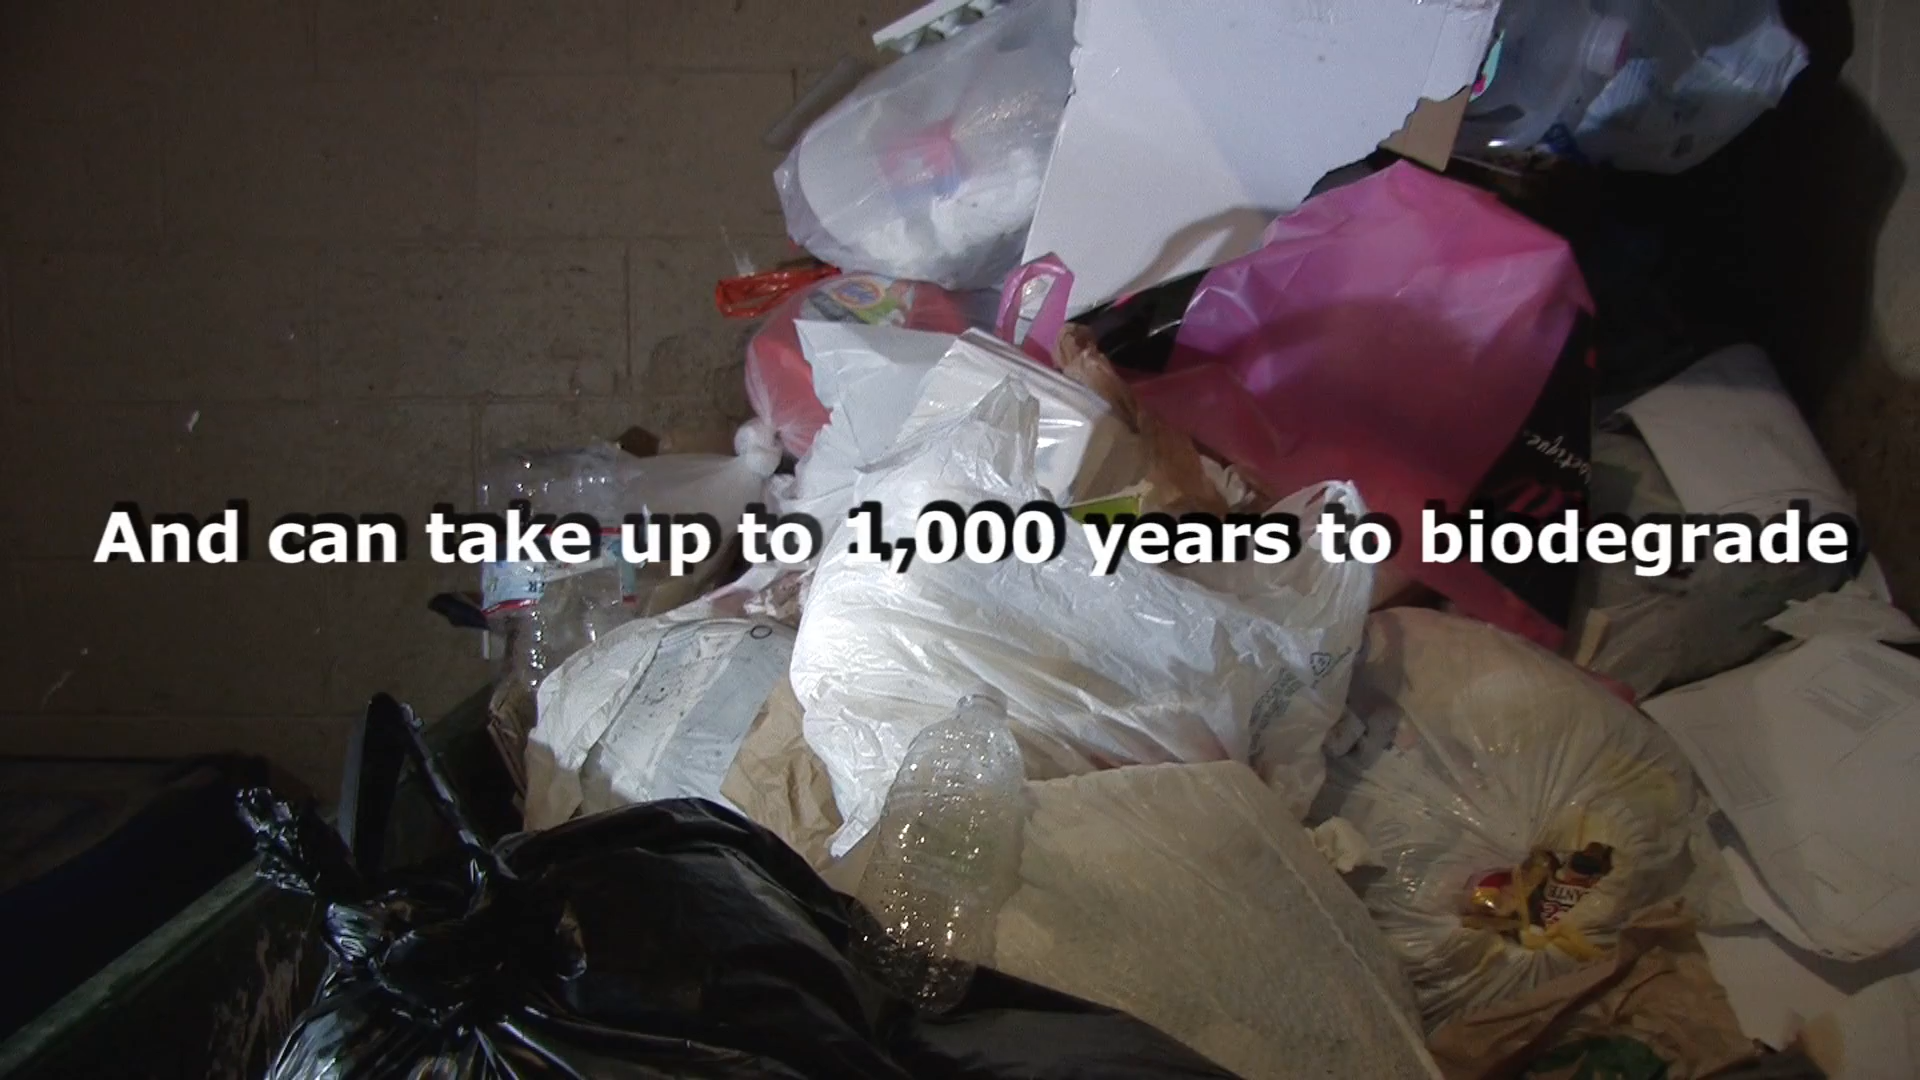 And can take up to 1,000 years to biodegrade